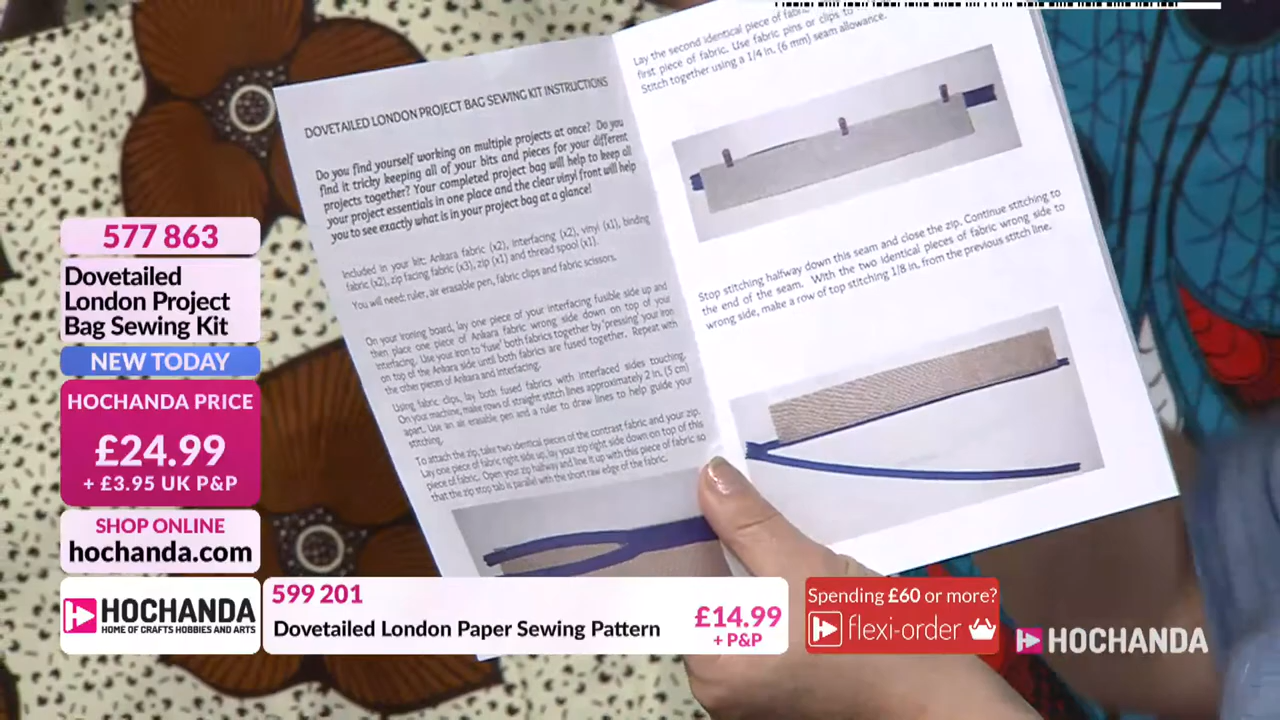 DOVETAILED LONDON PROJECT BAG SEWING KIT INSTRUCTIONS
Do you find yourself working on multiple projects at once? Do you
find it tricky keeping all of your bits and pieces for your different
projects together? Your completed project bag will help to keep all
your project essentials in one place and the clear vinyl front will help
you to see exactly what is in your project bag at a glance!
Included in your kit: Ankara fabric (x2), interfacing (x2), vinyl (x1), binding
fabric (x2), zip facing fabric (x3), zip (x1) and thread spool (x1).
You will need: ruler, air erasable pen, fabric clips and fabric scissors.
On your ironing board, lay one piece of your interfacing fusible side up and
then place one piece of Ankara fabric wrong side down on top of your
interfacing. Use your iron to 'fuse' both fabrics together by 'pressing' your iron
on top of the Ankara side until both fabrics are fused together. Repeat with
the other pieces of Ankara and interfacing.
Using fabric clips, lay both fused fabrics with interfaced sides touching.
On your machine, make rows of straight stitch lines approximately 2 in. (5 cm)
apart. Use an air erasable pen and a ruler to draw lines to help guide your
stitching.
To attach the zip, take two identical pieces of the contrast fabric and your zip.
Lay one piece of fabric right side up, lay your zip right side down on top of this
piece of fabric. Open your zip halfway and line it up with this piece of fabric so
that the zip stop tab is parallel with the short raw edge of the fabric.
Lay the second identical piece of
first piece of fabric. Use fabric pins or clips to
Stitch together using a 1/4 in. (6 mm) seam allowance.
Stop stitching halfway down this seam and close the zip. Continue stitching to
the end of the seam. With the two identical pieces of fabric wrong side to
wrong side, make a row of top stitching 1/8 in. from the previous stitch line.
577 863
Dovetailed
London Project
Bag Sewing Kit
NEW TODAY
HOCHANDA PRICE
£24.99
+ £3.95 UK P&P
SHOP ONLINE
hochanda.com
HOCHANDA
HOME OF CRAFTS HOBBIES AND ARTS
599 201
Dovetailed London Paper Sewing Pattern
£14.99
+ P&P
Spending £60 or more?
flexi-order
HOCHANDA